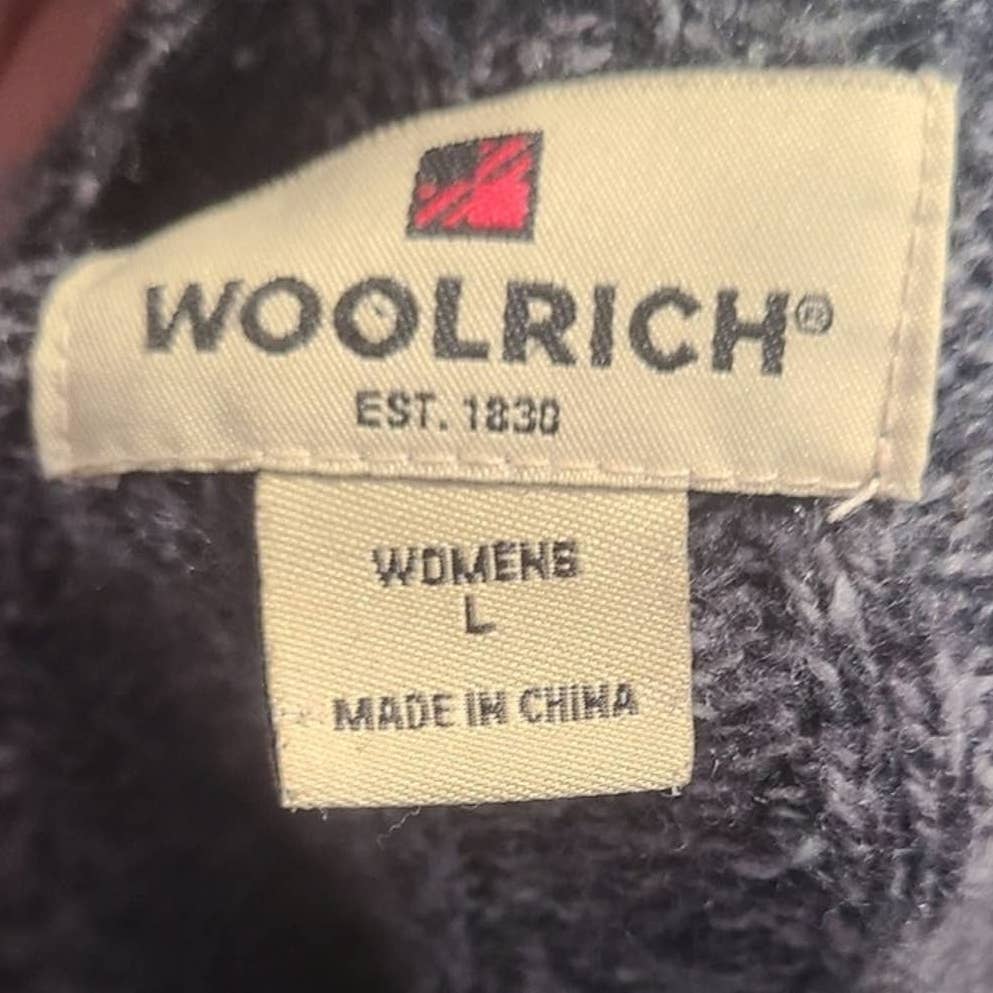 WOOLRICH®
EST. 1830
WOMENS
L
MADE IN CHINA